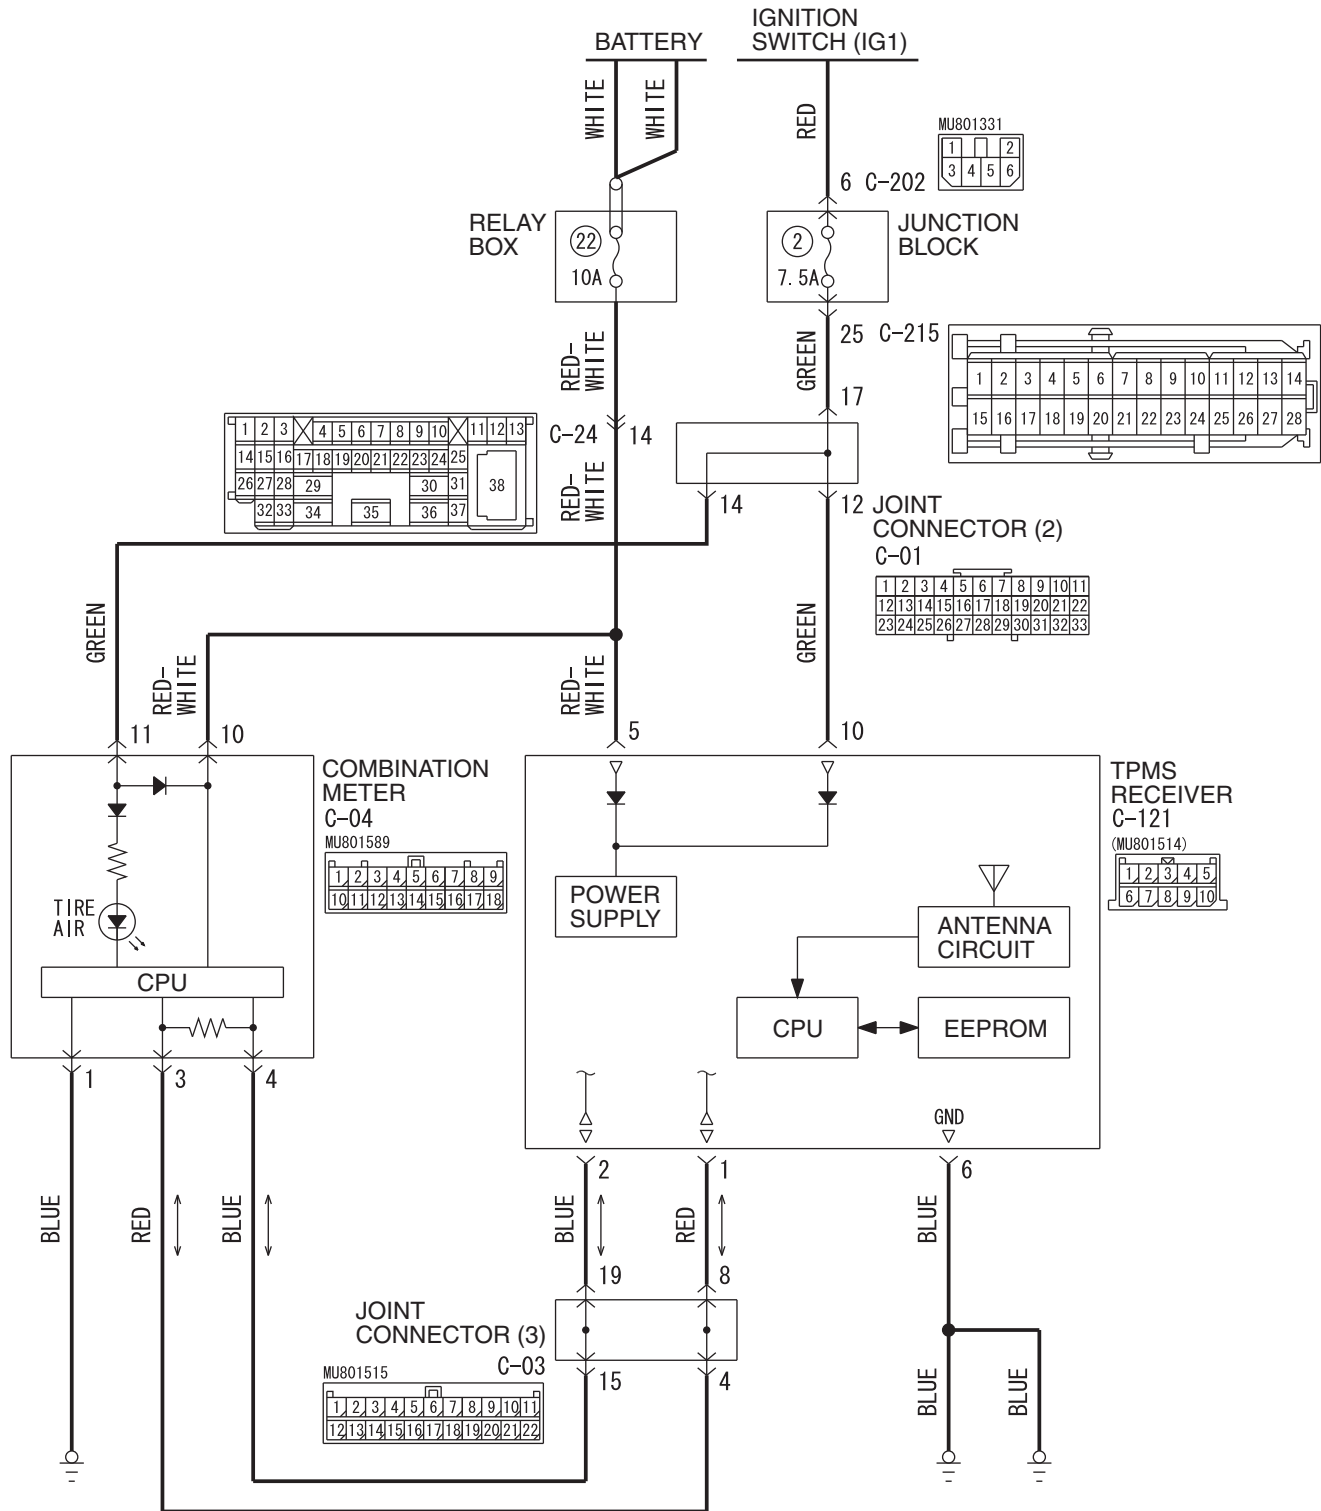 IGNITION
BATTERY
SWITCH (IG1)
WHITE
WHITE
RED
MU801331
1 2
3 4 5 6
6 C-202
RELAY
BOX
22
10A
2
7.5A
JUNCTION
BLOCK
RED-
WHITE
GREEN
25 C-215
1 2 3 4 5 6 7 8 9 10 11 12 13 14
15 16 17 18 19 20 21 22 23 24 25 26 27 28
17
1 2 3 4 5 6 7 8 9 10 11 12 13
14 15 16 17 18 19 20 21 22 23 24 25
26 27 28 29 30 31 38
32 33 34 35 36 37
C-24 14
RED-
WHITE
14
12
JOINT
CONNECTOR (2)
C-01
1 2 3 4 5 6 7 8 9 10 11
12 13 14 15 16 17 18 19 20 21 22
23 24 25 26 27 28 29 30 31 32 33
GREEN
RED-
WHITE
RED-
WHITE
GREEN
11
10
5
10
COMBINATION
METER
C-04
MU801589
1 2 3 4 5 6 7 8 9
10 11 12 13 14 15 16 17 18
TPMS
RECEIVER
C-121
(MU801514)
1 2 3 4 5
6 7 8 9 10
TIRE
AIR
CPU
POWER
SUPPLY
ANTENNA
CIRCUIT
CPU
EEPROM
1
3
4
GND
2
1
6
BLUE
RED
BLUE
BLUE
RED
BLUE
19
8
JOINT
CONNECTOR (3)
C-03
MU801515
1 2 3 4 5 6 7 8 9 10 11
12 13 14 15 16 17 18 19 20 21 22
15
4
BLUE
BLUE